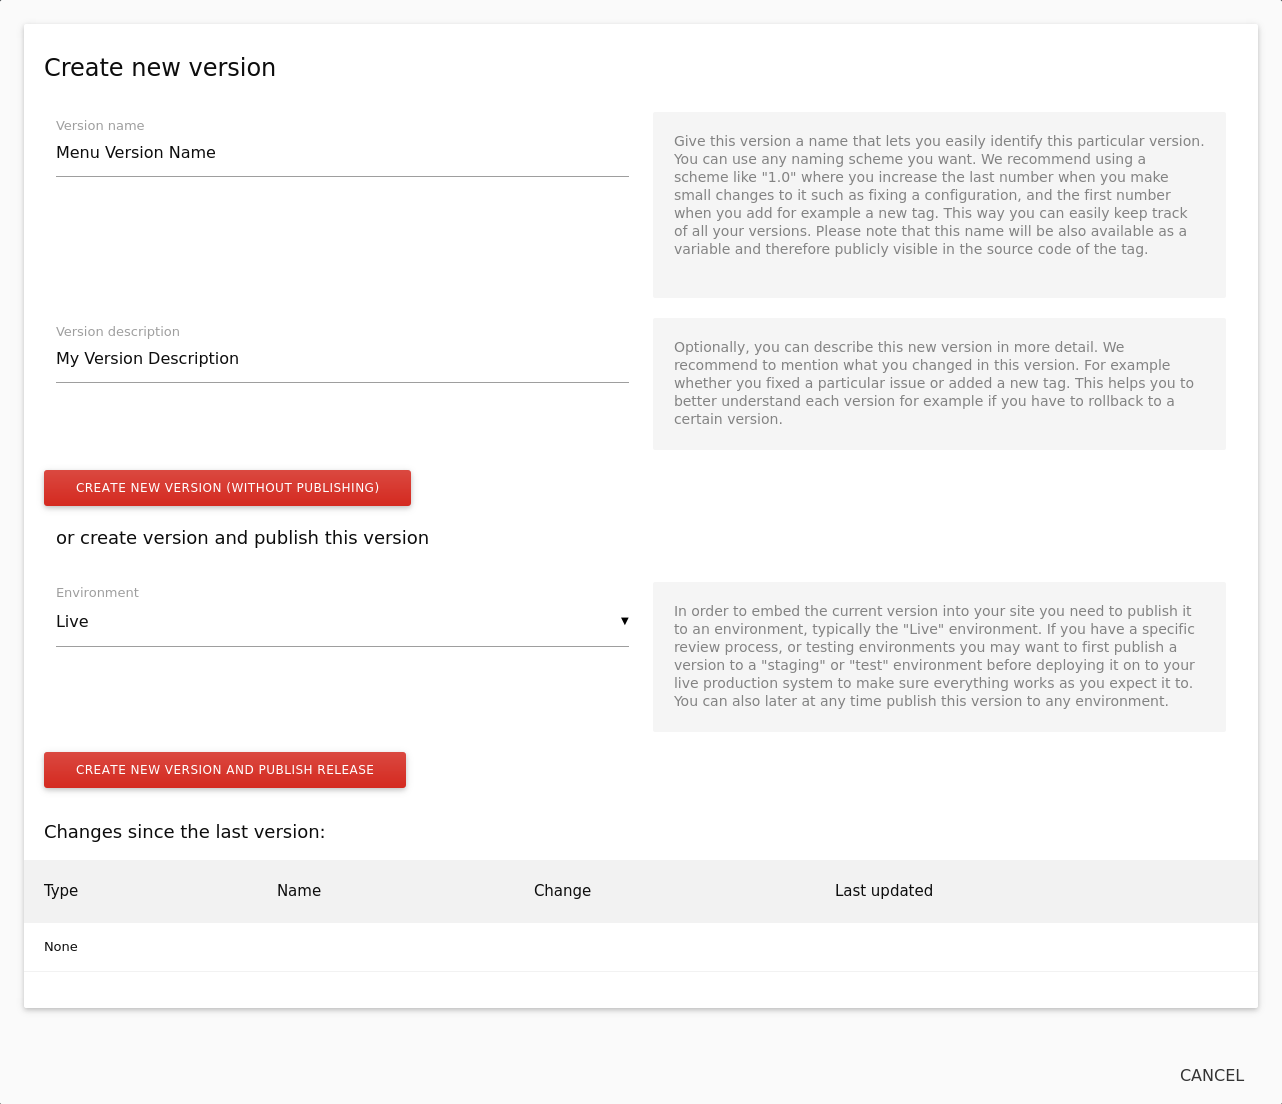 Create new version
Version name
Menu Version Name
Give this version a name that lets you easily identify this particular version.
You can use any naming scheme you want. We recommend using a
scheme like "1.0" where you increase the last number when you make
small changes to it such as fixing a configuration, and the first number
when you add for example a new tag. This way you can easily keep track
of all your versions. Please note that this name will be also available as a
variable and therefore publicly visible in the source code of the tag.
Version description
My Version Description
Optionally, you can describe this new version in more detail. We
recommend to mention what you changed in this version. For example
whether you fixed a particular issue or added a new tag. This helps you to
better understand each version for example if you have to rollback to a
certain version.
CREATE NEW VERSION (WITHOUT PUBLISHING)
or create version and publish this version
Environment
Live
In order to embed the current version into your site you need to publish it
to an environment, typically the "Live" environment. If you have a specific
review process, or testing environments you may want to first publish a
version to a "staging" or "test" environment before deploying it on to your
live production system to make sure everything works as you expect it to.
You can also later at any time publish this version to any environment.
CREATE NEW VERSION AND PUBLISH RELEASE
Changes since the last version:
Type Name Change Last updated
None
CANCEL